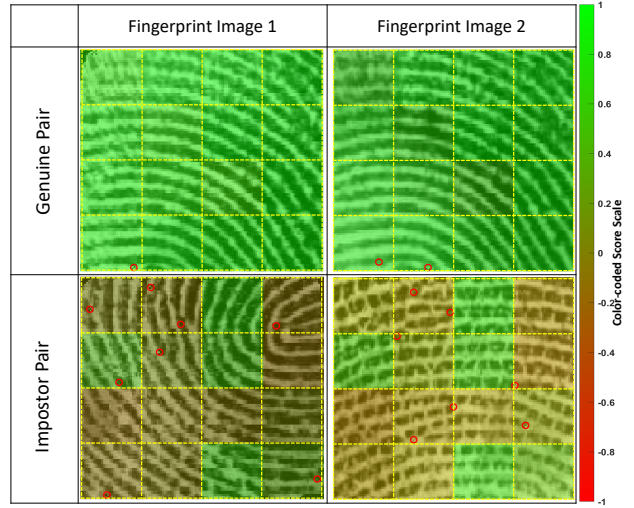 Fingerprint Image 1
Fingerprint Image 2
Genuine Pair
Impostor Pair
1
0.8
0.6
0.4
0.2
0
-0.2
-0.4
-0.6
-0.8
-1
Color-coded Score Scale